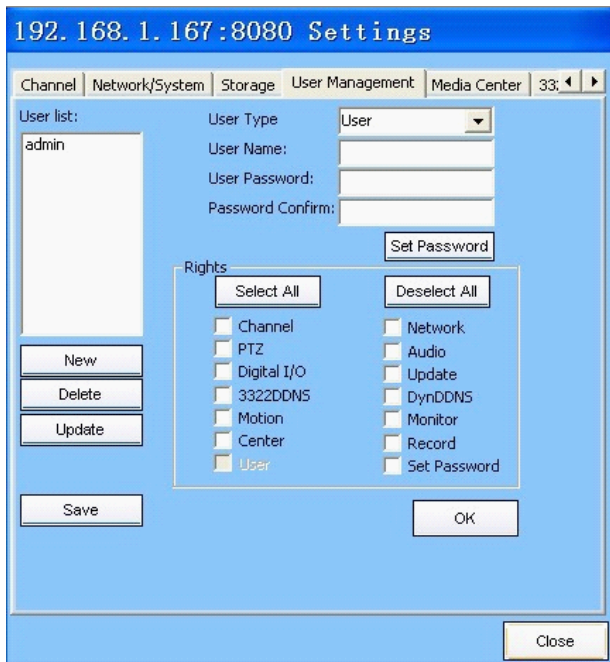 192.168.1.167:8080 Settings
Channel Network/System Storage User Management Media Center 332
User list:
admin
User Type User
User Name:
User Password:
Password Confirm:
Set Password
Rights
Select All Deselect All
Channel Network
PTZ Audio
Digital I/O Update
3322DDNS DynDDNS
Motion Monitor
Center Record
User Set Password
New
Delete
Update
Save
OK
Close